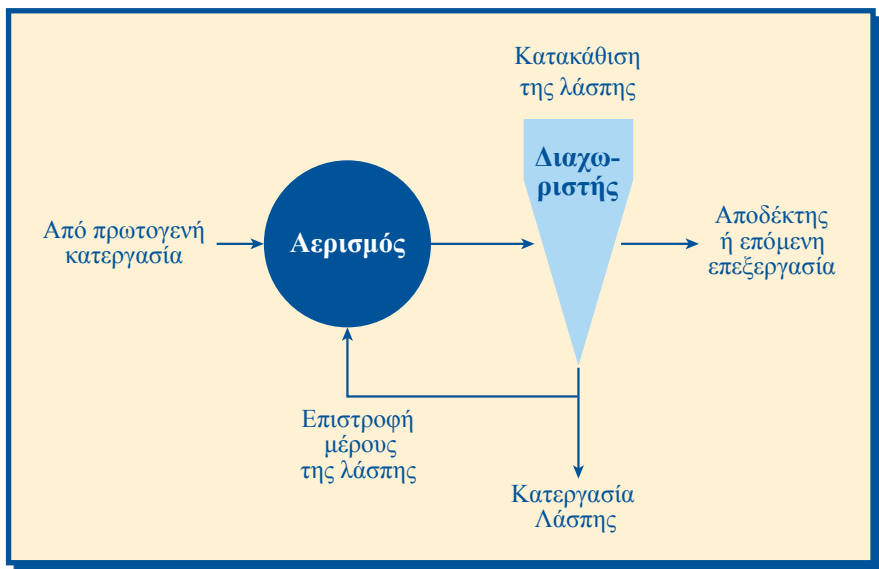 Κατακάθιση
της λάσπης
Διαχω-
ριστής
Από πρωτογενή
κατεργασία
Αερισμός
Αποδέκτης
ή επόμενη
επεξεργασία
Επιστροφή
μέρους
της λάσπης
Κατεργασία
Λάσπης